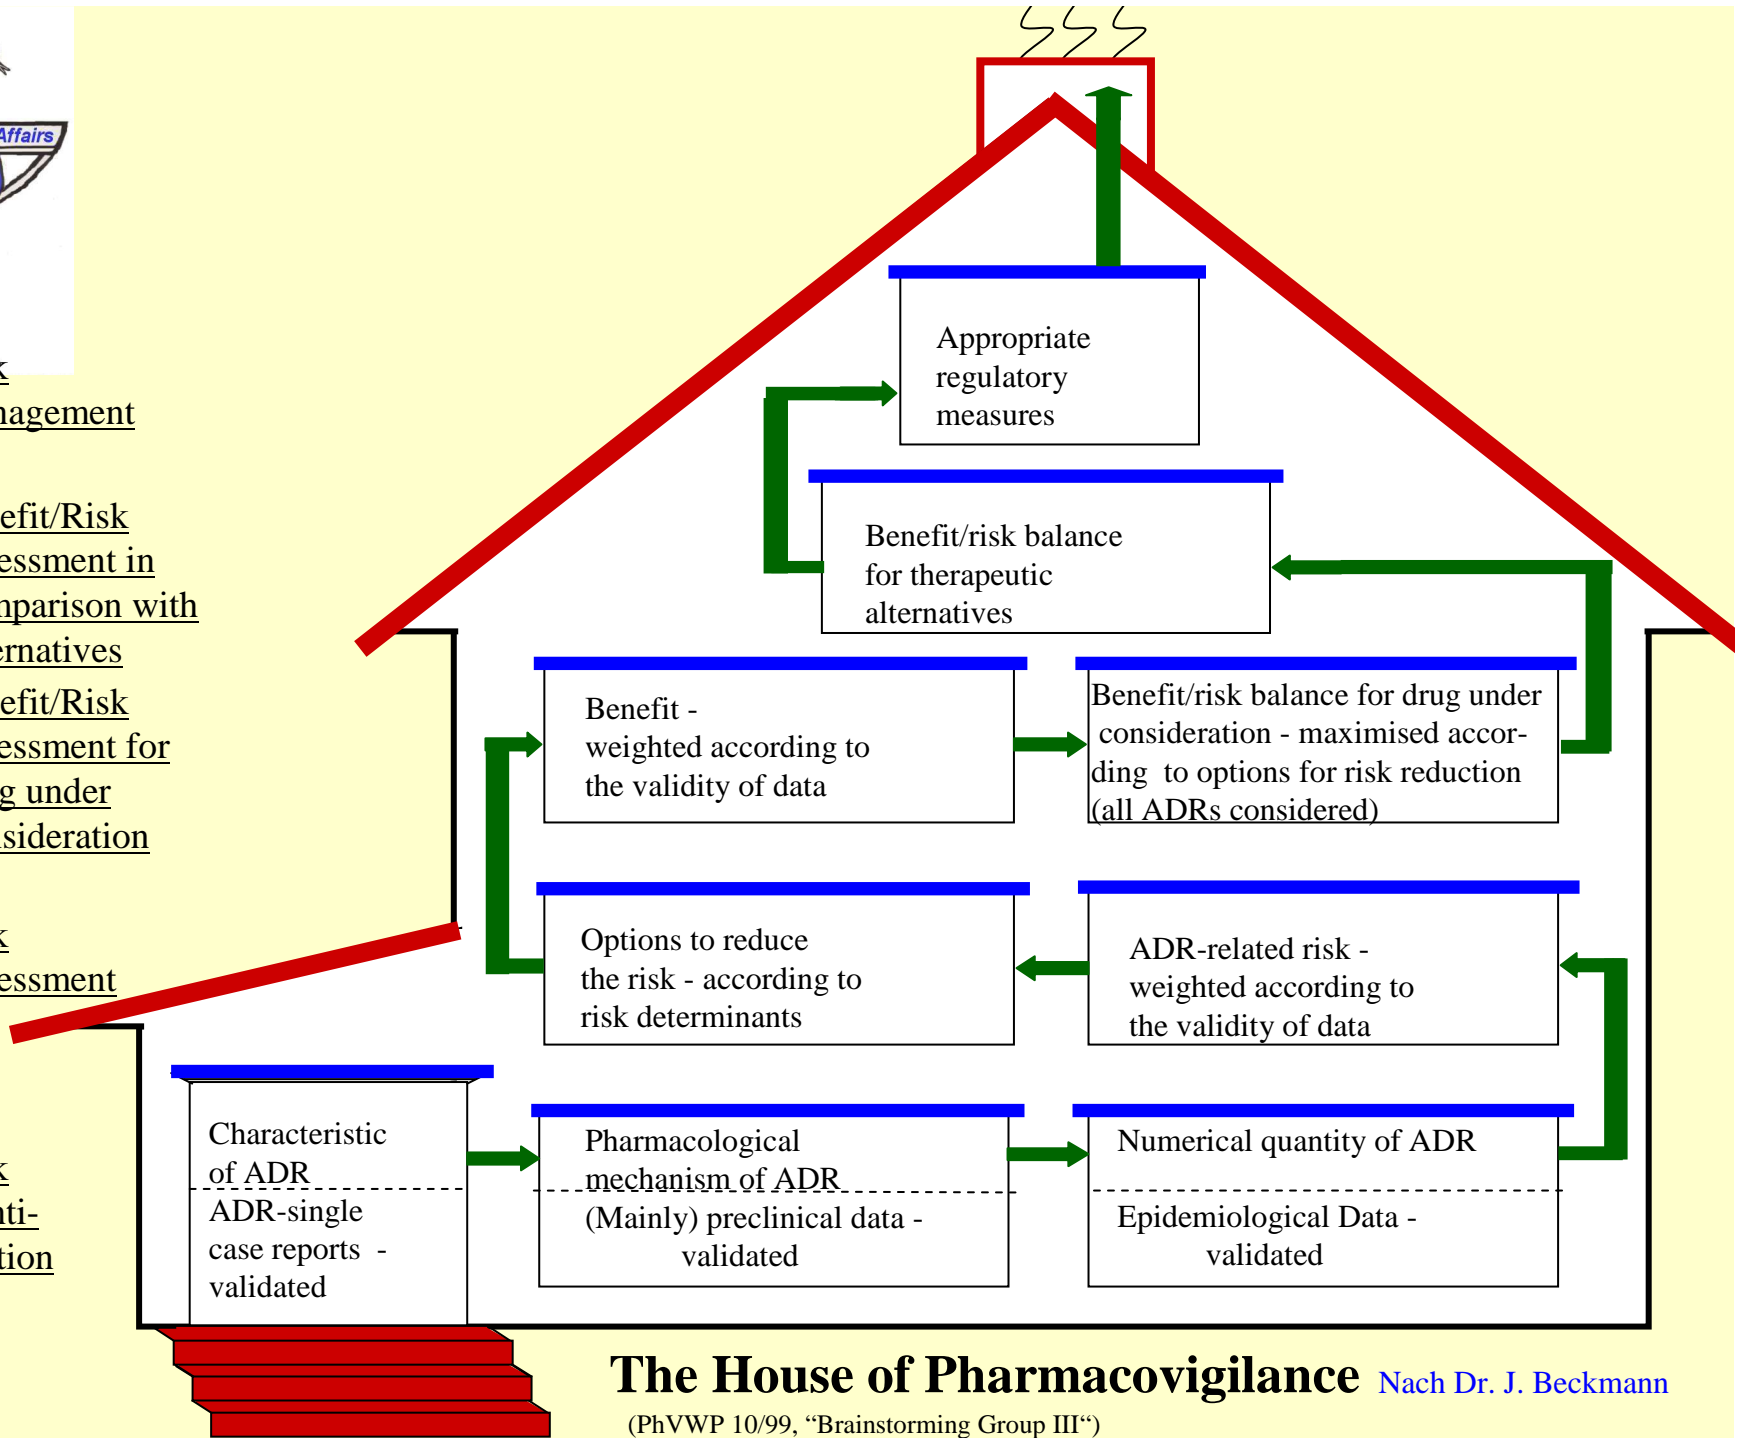 Affairs
k
nagement
efit/Risk
essment in
mparison with
ernatives
efit/Risk
essment for
g under
nsideration
k
essment
k
nti-
tion
Appropriate
regulatory
measures
Benefit/risk balance
for therapeutic
alternatives
Benefit -
weighted according to
the validity of data
Benefit/risk balance for drug under
consideration - maximised accor-
ding to options for risk reduction
(all ADRs considered)
Options to reduce
the risk - according to
risk determinants
ADR-related risk -
weighted according to
the validity of data
Characteristic
of ADR
ADR-single
case reports -
validated
Pharmacological
mechanism of ADR
(Mainly) preclinical data -
validated
Numerical quantity of ADR
Epidemiological Data -
validated
The House of Pharmacovigilance Nach Dr. J. Beckmann
(PhVWP 10/99, “Brainstorming Group III“)